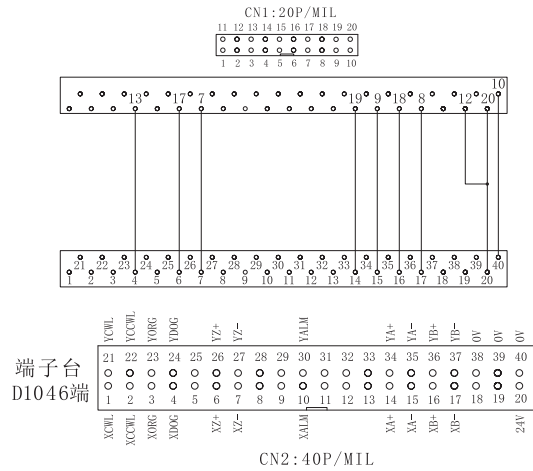 CN1:20P/MIL
11 12 13 14 15 16 17 18 19 20
1 2 3 4 5 6 7 8 9 10
10
13 17 7 19 9 18 8 12 20
21 22 23 24 25 26 27 28 29 30 31 32 33 34 35 36 37 38 39 40
1 2 3 4 5 6 7 8 9 10 11 12 13 14 15 16 17 18 19 20
YCWL YCCWL YORG YDOG YZ+ YZ- YALM YA+ YA- YB+ YB- 0V 0V 0V
21 22 23 24 25 26 27 28 29 30 31 32 33 34 35 36 37 38 39 40
端子台
D1046端
1 2 3 4 5 6 7 8 9 10 11 12 13 14 15 16 17 18 19 20
XCWL XCCWL XORG XDOG XZ+ XZ- XALM XA+ XA- XB+ XB- 24V
CN2:40P/MIL